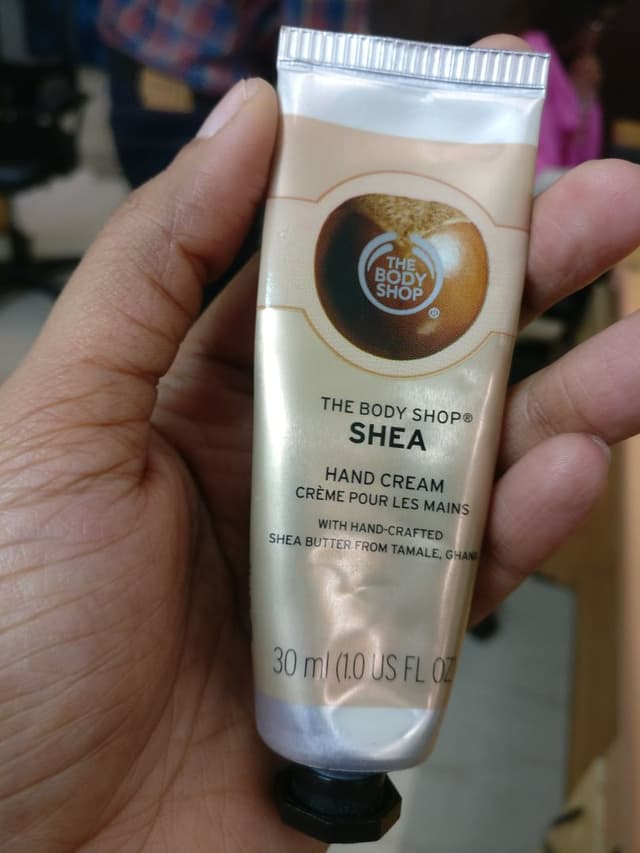 THE
BODY
SHOP
®
THE BODY SHOP®
SHEA
HAND CREAM
CRÈME POUR LES MAINS
WITH HAND-CRAFTED
SHEA BUTTER FROM TAMALE, GHANA
30 ml (1.0 US FL OZ